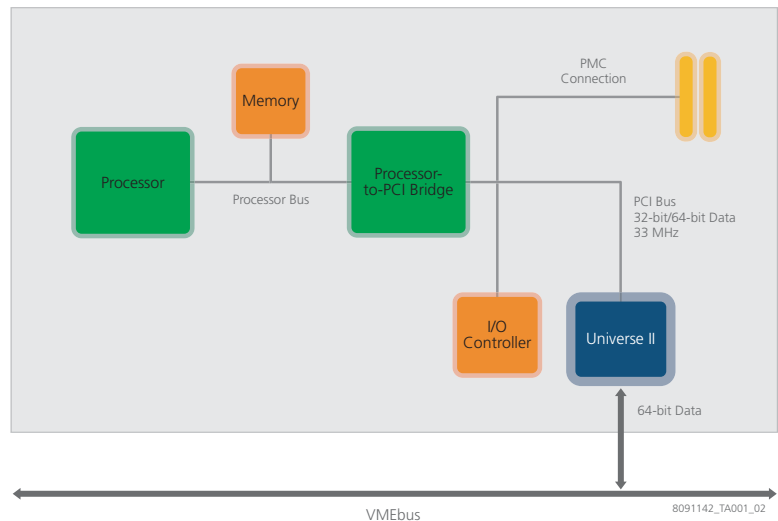 PMC
Connection
Memory
Processor
Processor-
to-PCI Bridge
Processor Bus
PCI Bus
32-bit/64-bit Data
33 MHz
I/O
Controller
Universe II
64-bit Data
VMEbus
8091142_TA001_02